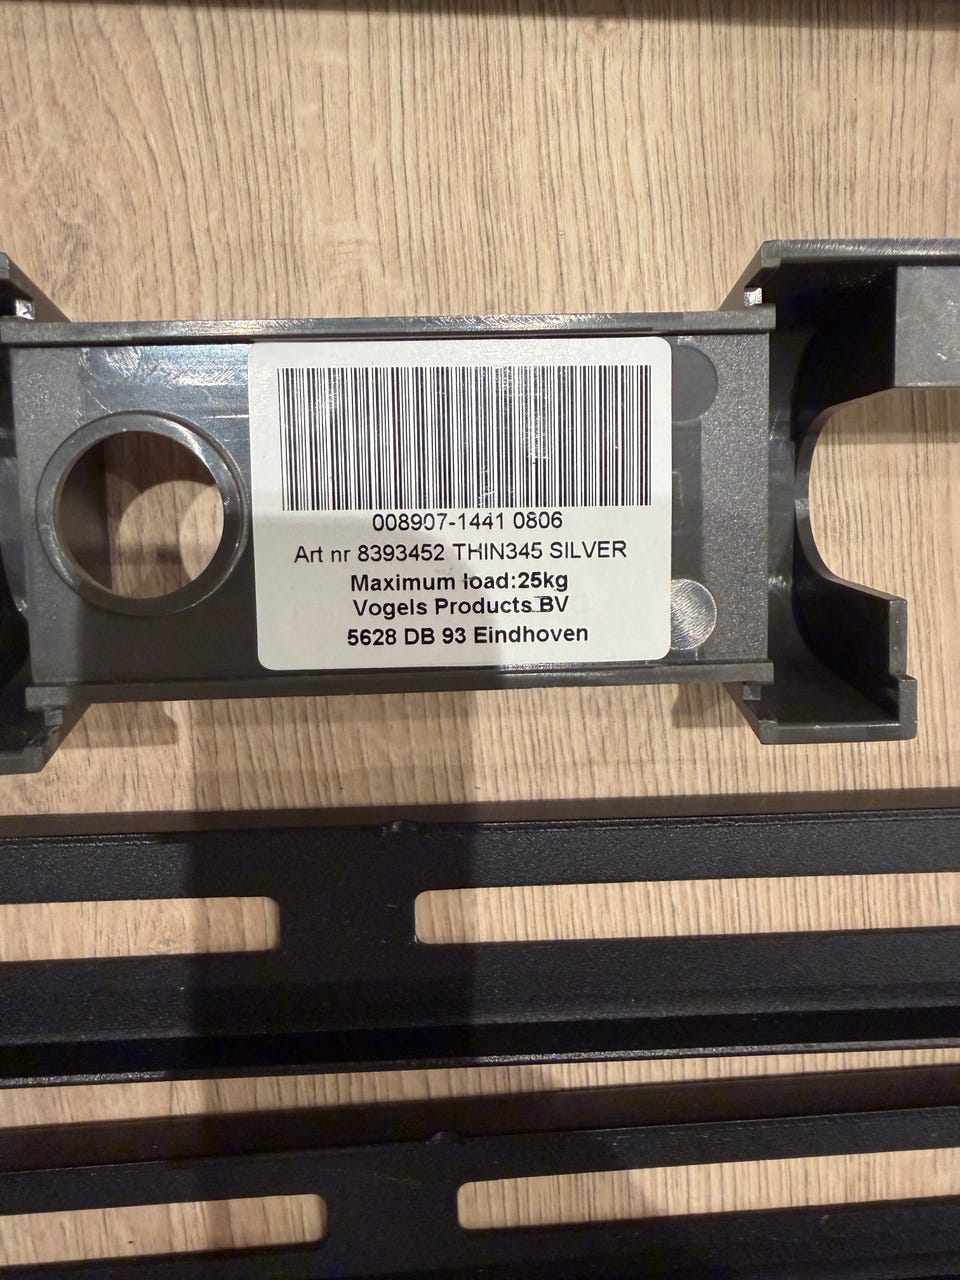 008907-1441 0806
Art nr 8393452 THIN345 SILVER
Maximum load:25kg
Vogels Products BV
5628 DB 93 Eindhoven